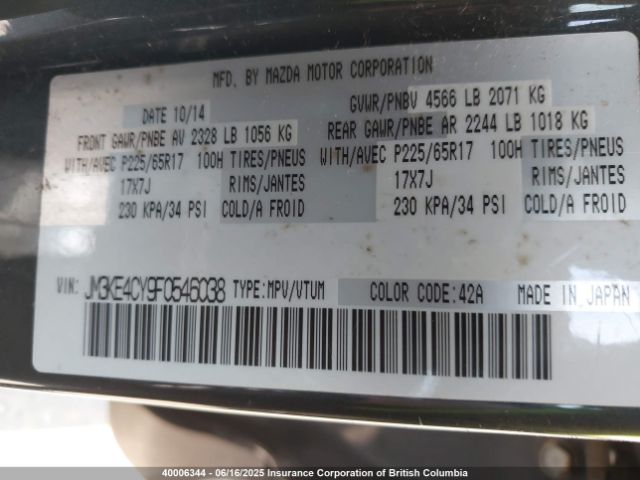 MFD. BY MAZDA MOTOR CORPORATION
DATE 10/14 GVWR/PNBV 4566 LB 2071 KG
FRONT GAWR/PNBE AV 2328 LB 1056 KG REAR GAWR/PNBE AR 2244 LB 1018 KG
WITH/AVEC P225/65R17 100H TIRES/PNEUS WITH/AVEC P225/65R17 100H TIRES/PNEUS
17X7J RIMS/JANTES 17X7J RIMS/JANTES
230 KPA/34 PSI COLD/A FROID 230 KPA/34 PSI COLD/A FROID
VIN: JM3KE4CY9F0546038 TYPE:MPV/VTUM COLOR CODE:42A MADE IN JAPAN
40006344 - 06/16/2025 Insurance Corporation of British Columbia